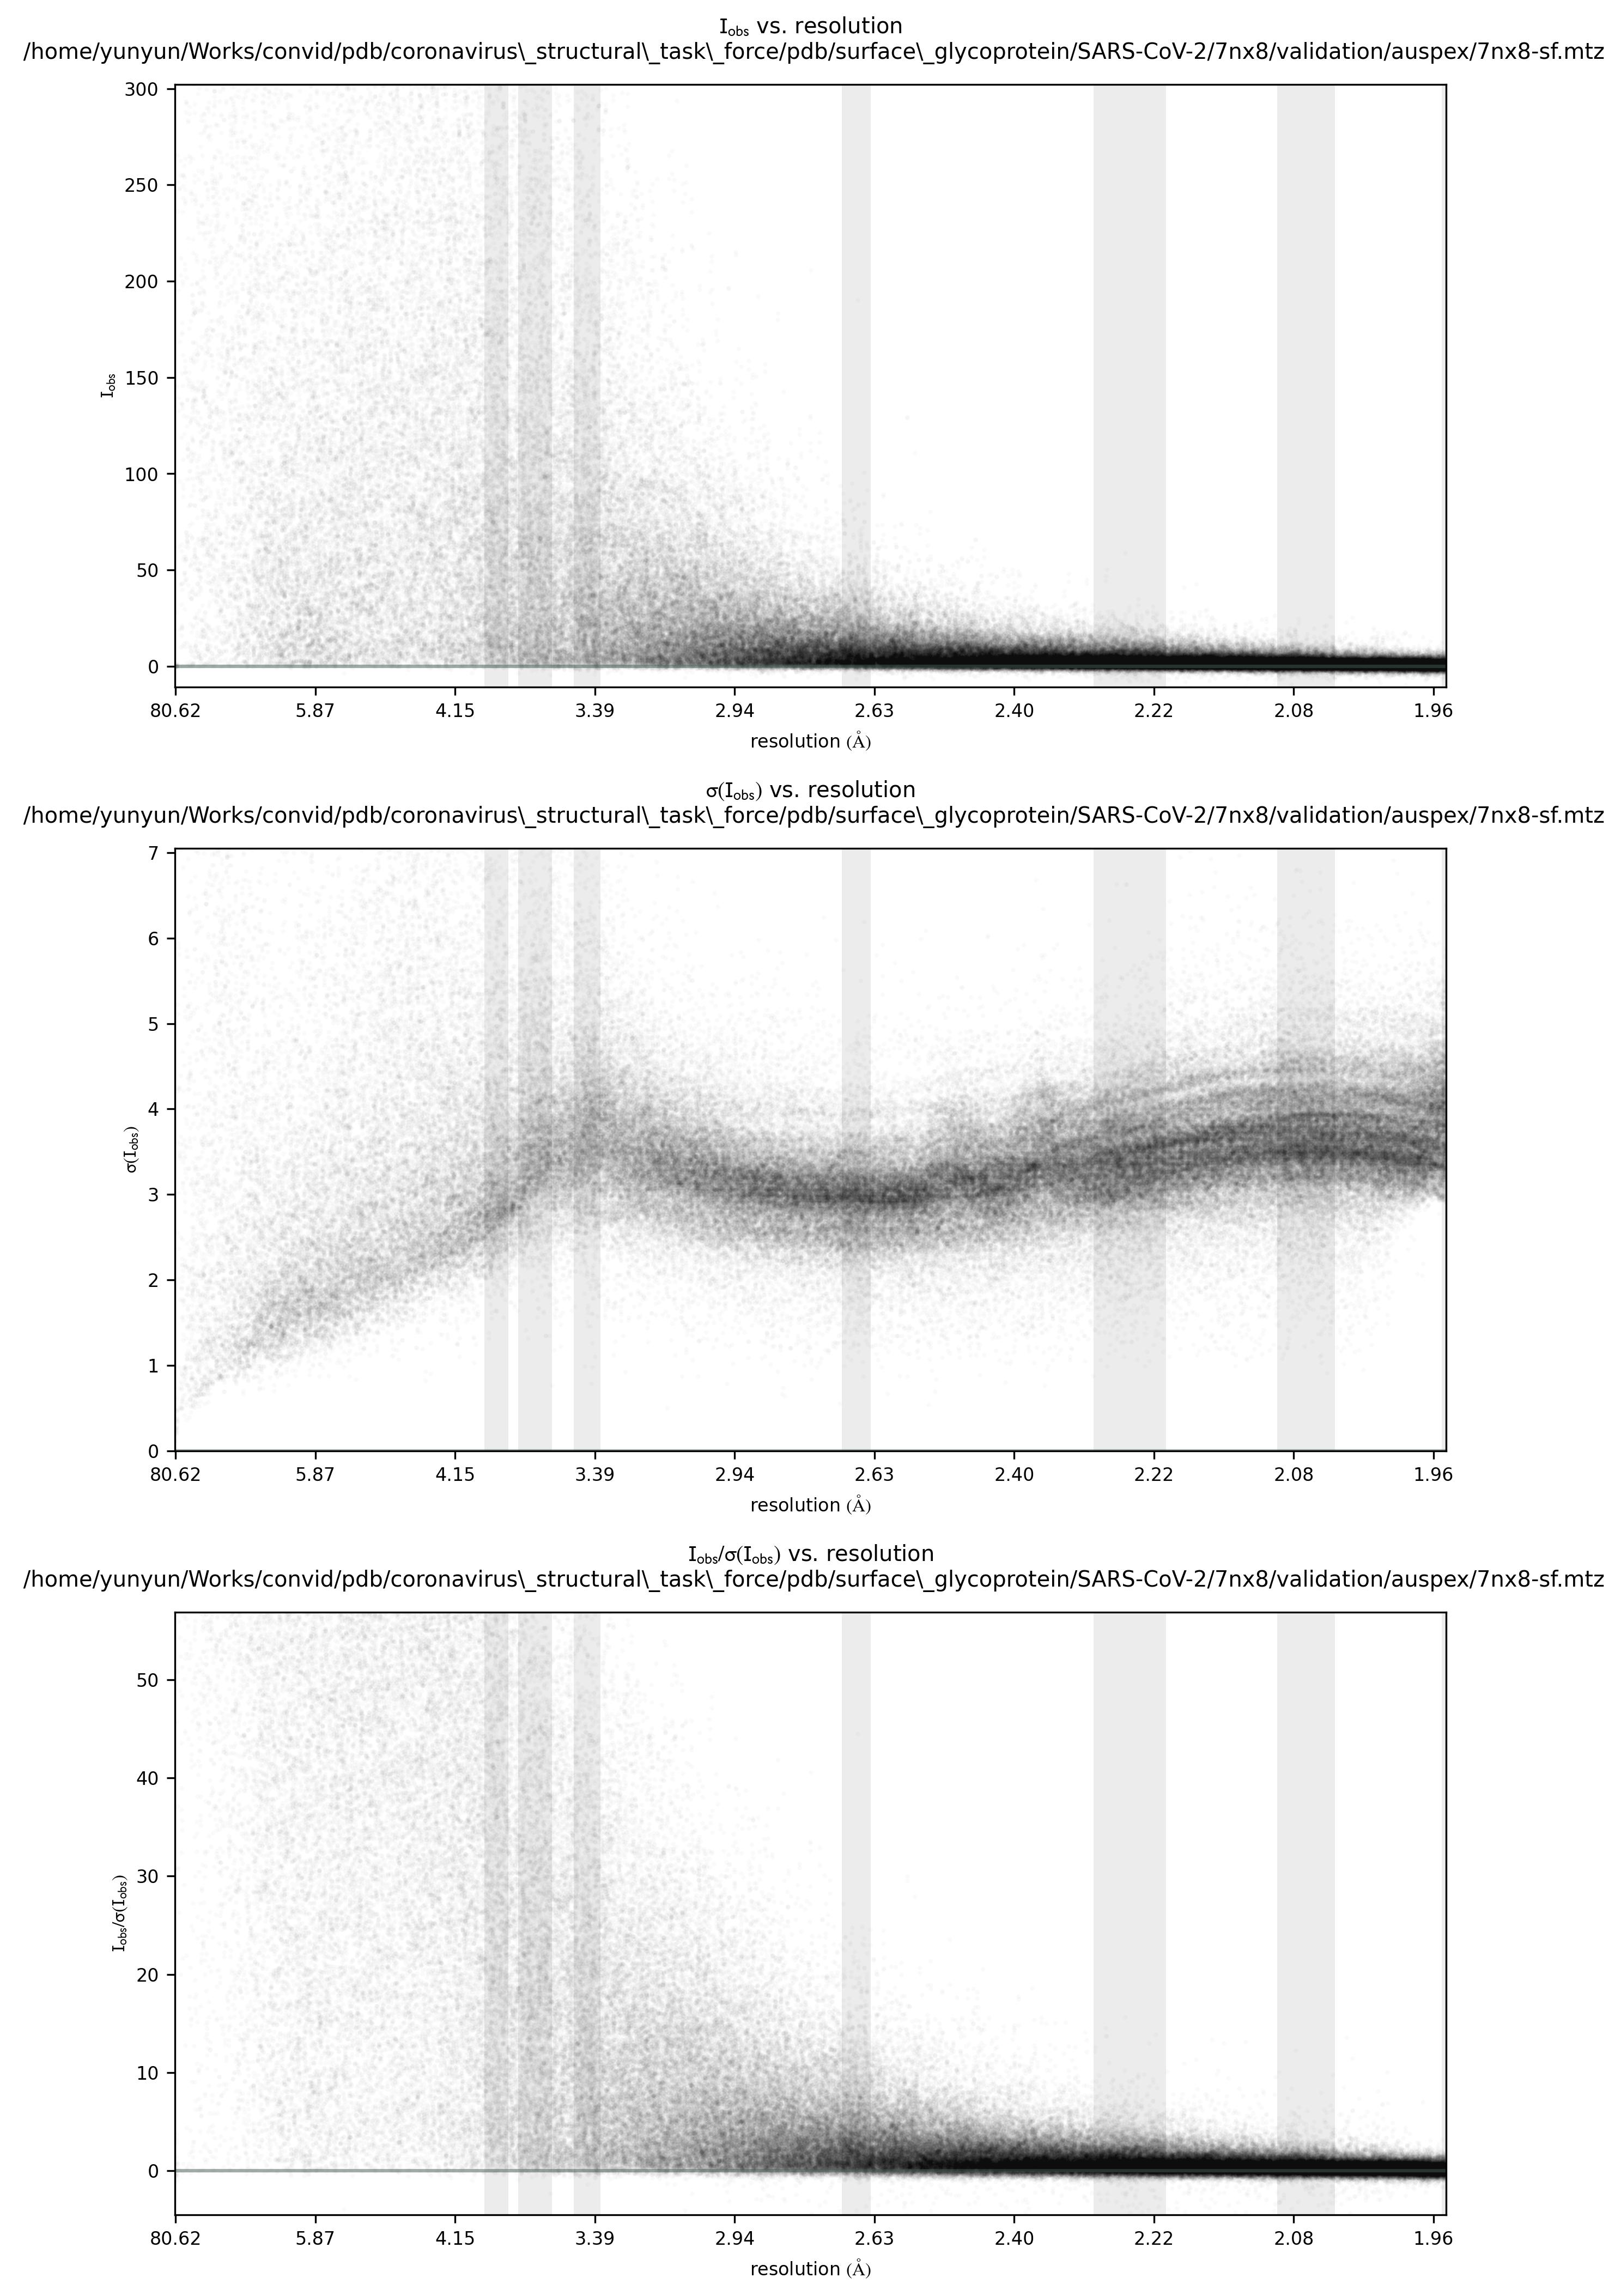 I_obs vs. resolution
/home/yunyun/Works/convid/pdb/coronavirus\_structural\_task\_force/pdb/surface\_glycoprotein/SARS-CoV-2/7nx8/validation/auspex/7nx8-sf.mtz
300
250
200
150
100
50
0
I_obs
80.62 5.87 4.15 3.39 2.94 2.63 2.40 2.22 2.08 1.96
resolution (Å)
σ(I_obs) vs. resolution
/home/yunyun/Works/convid/pdb/coronavirus\_structural\_task\_force/pdb/surface\_glycoprotein/SARS-CoV-2/7nx8/validation/auspex/7nx8-sf.mtz
7
6
5
4
3
2
1
0
σ(I_obs)
80.62 5.87 4.15 3.39 2.94 2.63 2.40 2.22 2.08 1.96
resolution (Å)
I_obs/σ(I_obs) vs. resolution
/home/yunyun/Works/convid/pdb/coronavirus\_structural\_task\_force/pdb/surface\_glycoprotein/SARS-CoV-2/7nx8/validation/auspex/7nx8-sf.mtz
50
40
30
20
10
0
I_obs/σ(I_obs)
80.62 5.87 4.15 3.39 2.94 2.63 2.40 2.22 2.08 1.96
resolution (Å)